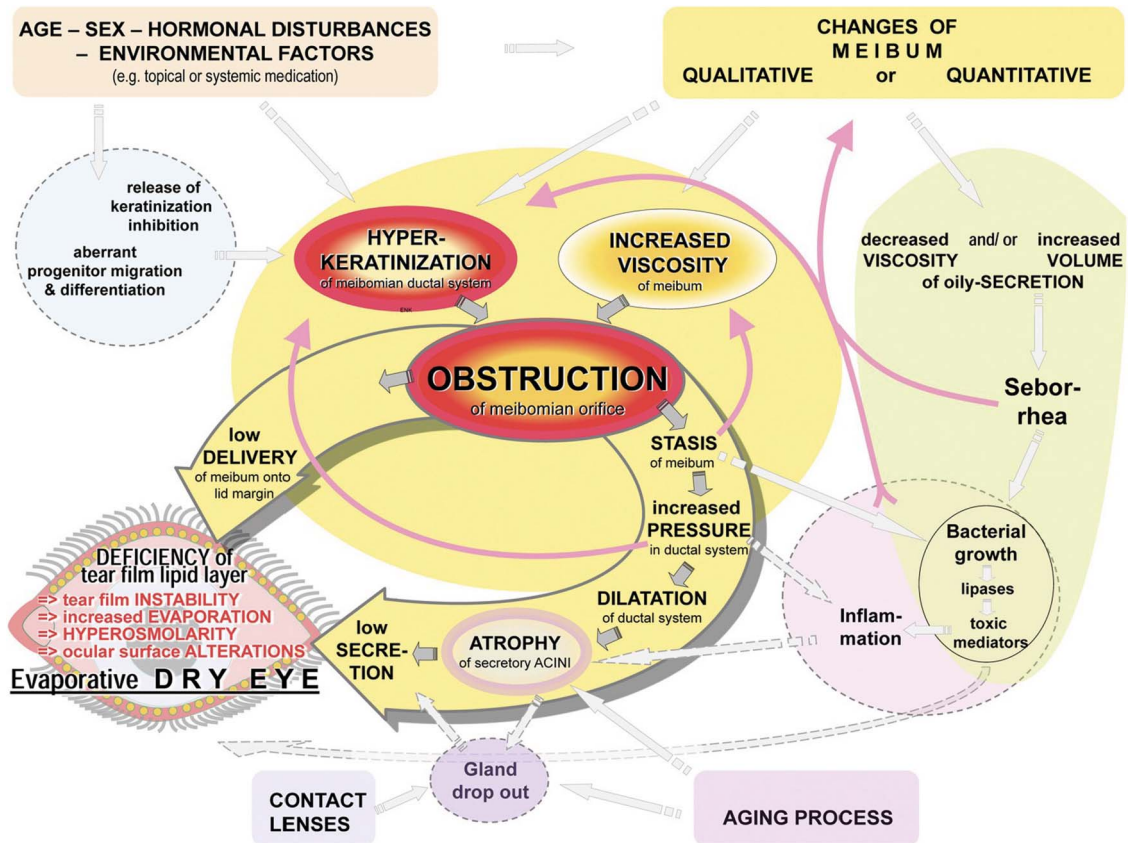 AGE – SEX – HORMONAL DISTURBANCES
– ENVIRONMENTAL FACTORS
(e.g. topical or systemic medication)
CHANGES OF
M E I B U M
QUALITATIVE or QUANTITATIVE
release of
keratinization
inhibition
aberrant
progenitor migration
& differentiation
HYPER-
KERATINIZATION
of meibomian ductal system
ENK
INCREASED
VISCOSITY
of meibum
decreased and/ or increased
VISCOSITY VOLUME
of oily-SECRETION
OBSTRUCTION
of meibomian orifice
Sebor-
rhea
low
DELIVERY
of meibum onto
lid margin
STASIS
of meibum
increased
PRESSURE
in ductal system
Bacterial
growth
lipases
toxic
mediators
Inflam-
mation
DILATATION
of ductal system
DEFICIENCY of
tear film lipid layer
=> tear film INSTABILITY
=> increased EVAPORATION
=> HYPEROSMOLARITY
=> ocular surface ALTERATIONS
Evaporative D R Y E Y E
low
SECRE-
TION
ATROPHY
of secretory ACINI
Gland
drop out
CONTACT
LENSES
AGING PROCESS